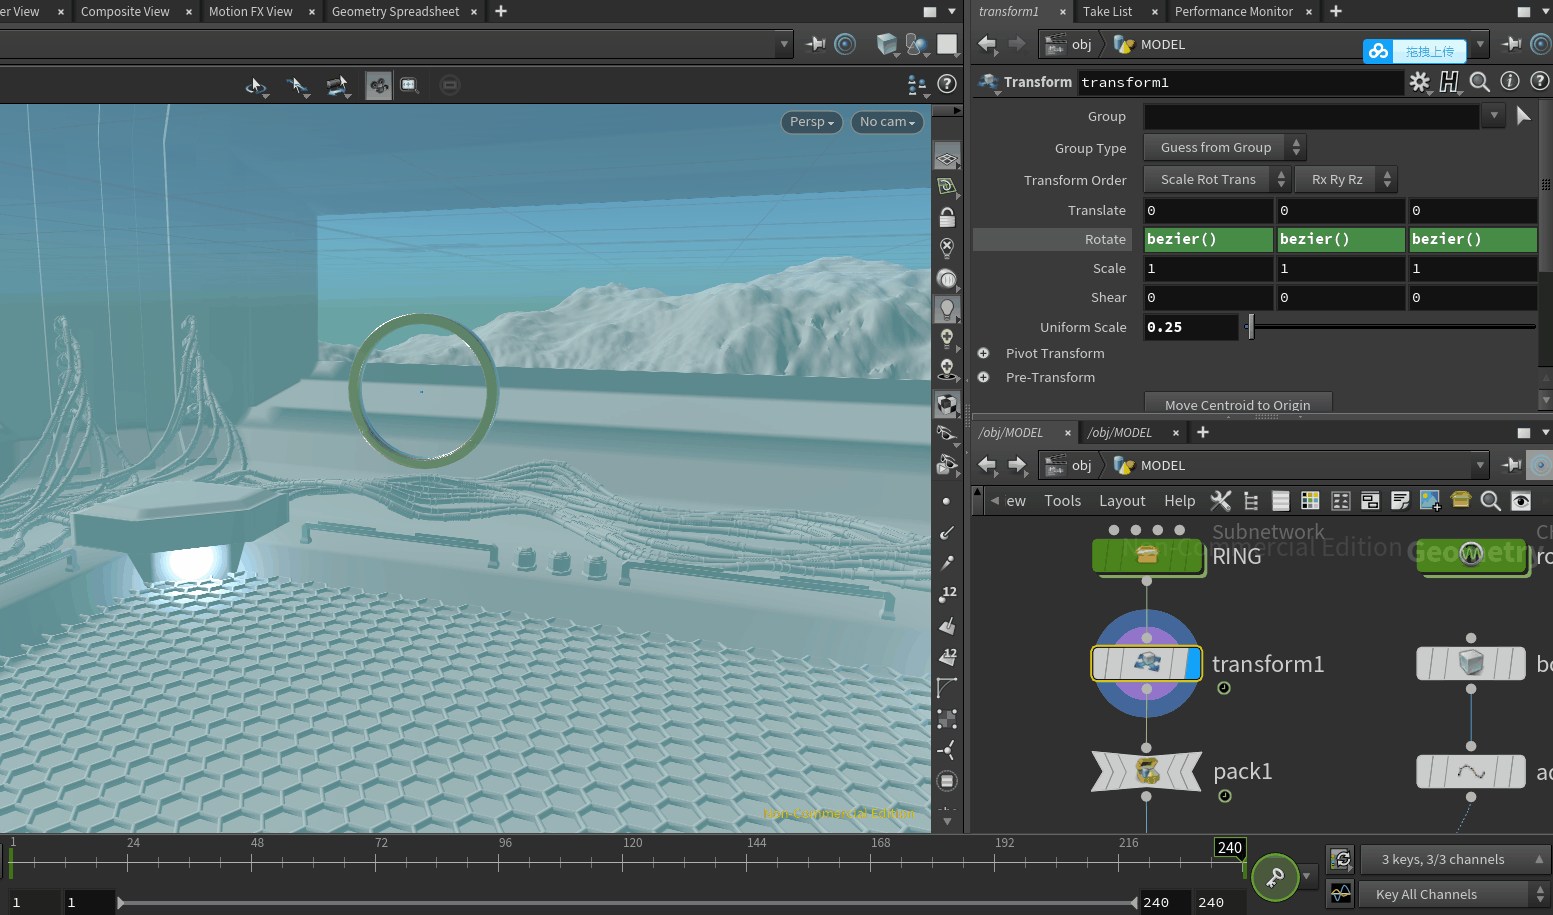 er View × Composite View × Motion FX View × Geometry Spreadsheet × +
Persp No cam
12
12
Non-Commercial Edition
transform1 × Take List × Performance Monitor × +
obj MODEL 拖拽上传
Transform transform1
Group
Group Type Guess from Group
Transform Order Scale Rot Trans Rx Ry Rz
Translate 0 0 0
Rotate bezier() bezier() bezier()
Scale 1 1 1
Shear 0 0 0
Uniform Scale 0.25
Pivot Transform
Pre-Transform
Move Centroid to Origin
/obj/MODEL × /obj/MODEL × +
obj MODEL
ew Tools Layout Help
Subnetwork
Non-Commercial Edition Geometry
RING
transform1
pack1
1 24 48 72 96 120 144 168 192 216 240
3 keys, 3/3 channels
1 1 240 240
Key All Channels